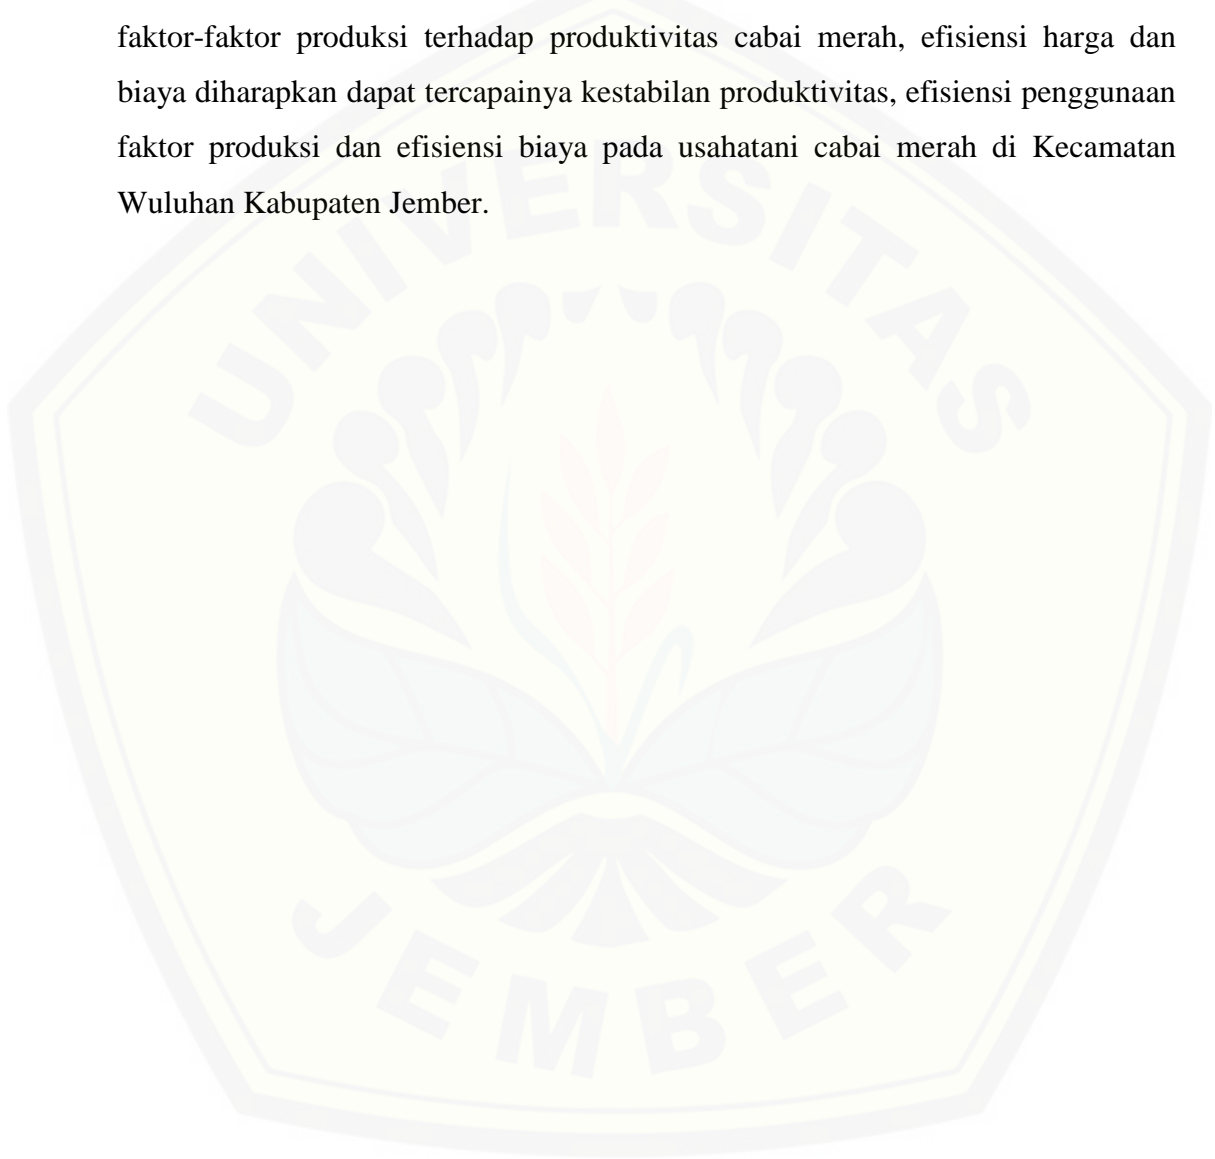 faktor-faktor produksi terhadap produktivitas cabai merah, efisiensi harga dan
biaya diharapkan dapat tercapainya kestabilan produktivitas, efisiensi penggunaan
faktor produksi dan efisiensi biaya pada usahatani cabai merah di Kecamatan
Wuluhan Kabupaten Jember.
UNIVERSITAS
JEMBER